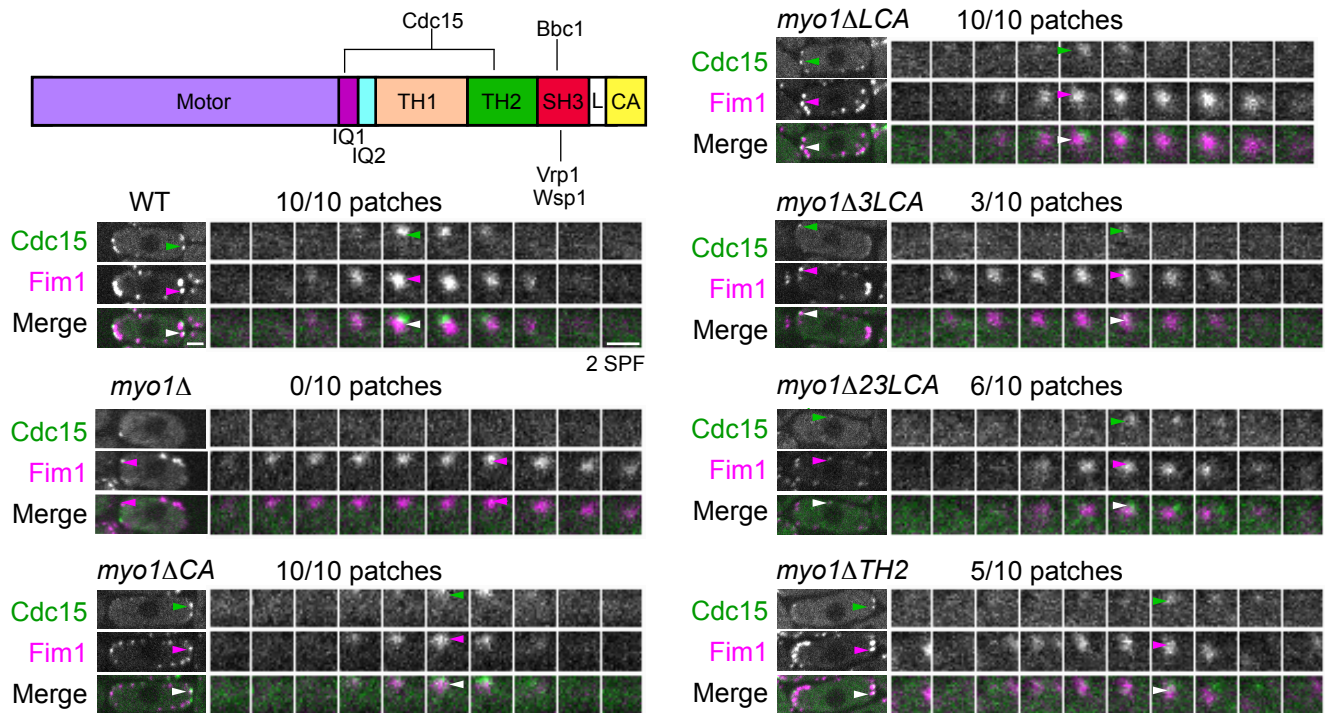 Cdc15
Bbc1
Motor
TH1
TH2
SH3
L
CA
IQ1
IQ2
Vrp1
Wsp1
WT
10/10 patches
Cdc15
Fim1
Merge
2 SPF
myo1Δ
0/10 patches
Cdc15
Fim1
Merge
myo1ΔCA
10/10 patches
Cdc15
Fim1
Merge
myo1ΔLCA
10/10 patches
Cdc15
Fim1
Merge
myo1Δ3LCA
3/10 patches
Cdc15
Fim1
Merge
myo1Δ23LCA
6/10 patches
Cdc15
Fim1
Merge
myo1ΔTH2
5/10 patches
Cdc15
Fim1
Merge